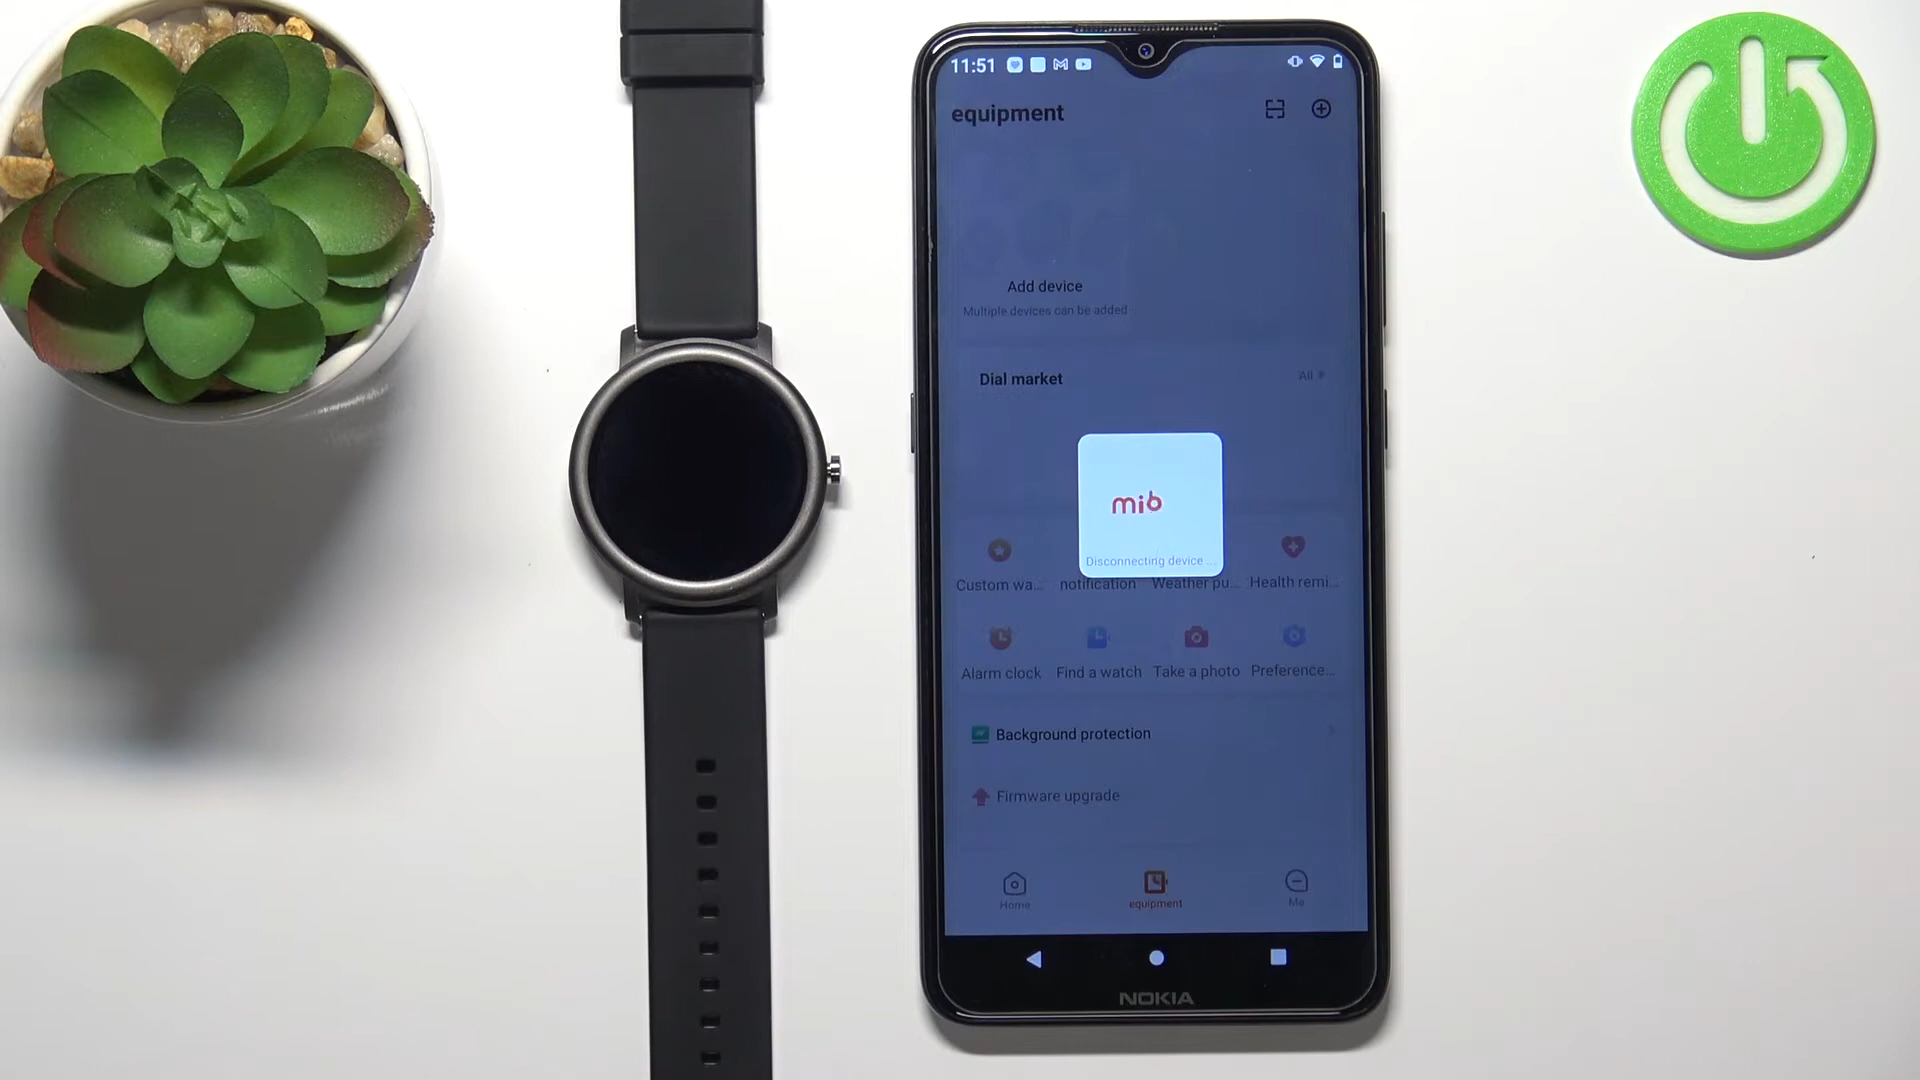 11:51
equipment
Add device
Multiple devices can be added
Dial market
All
mib
Disconnecting device ...
Custom wa...
notification
Weather pu...
Health remi...
Alarm clock
Find a watch
Take a photo
Preference...
Background protection
Firmware upgrade
Home
equipment
Me
NOKIA